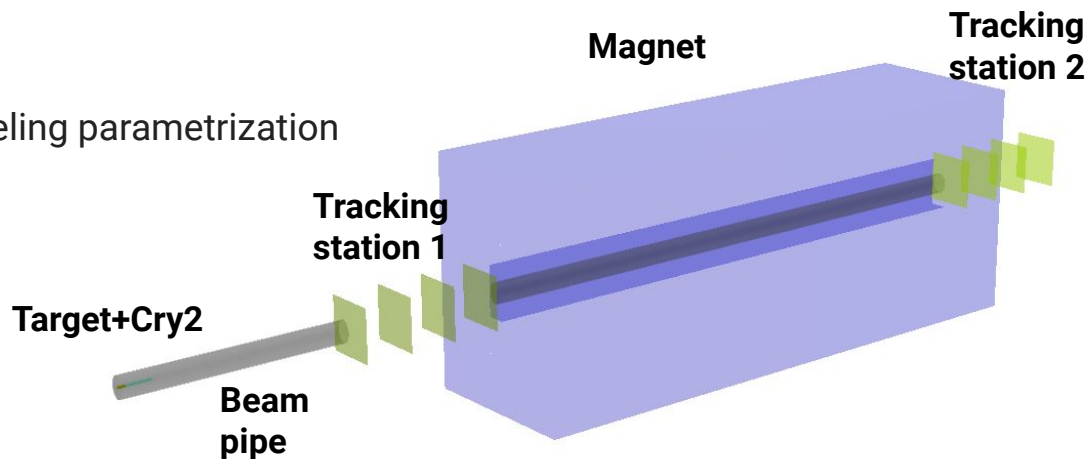 Tracking
station 2
Magnet
eling parametrization
Tracking
station 1
Target+Cry2
Beam
pipe